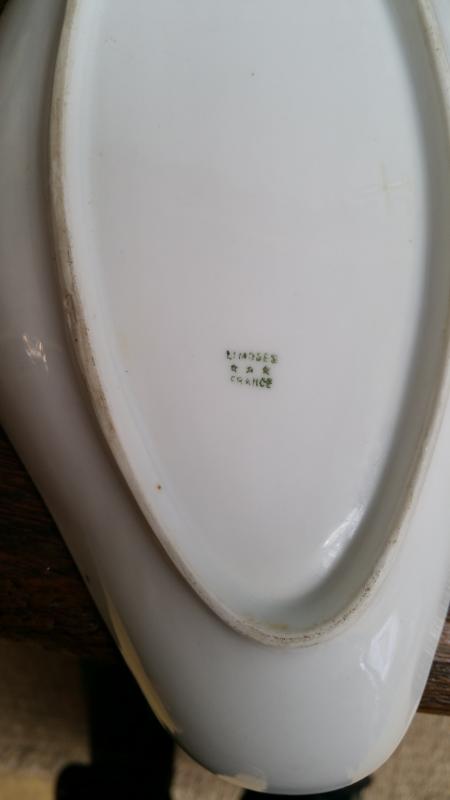 LIMOGES
☆ ☆ ☆
FRANCE